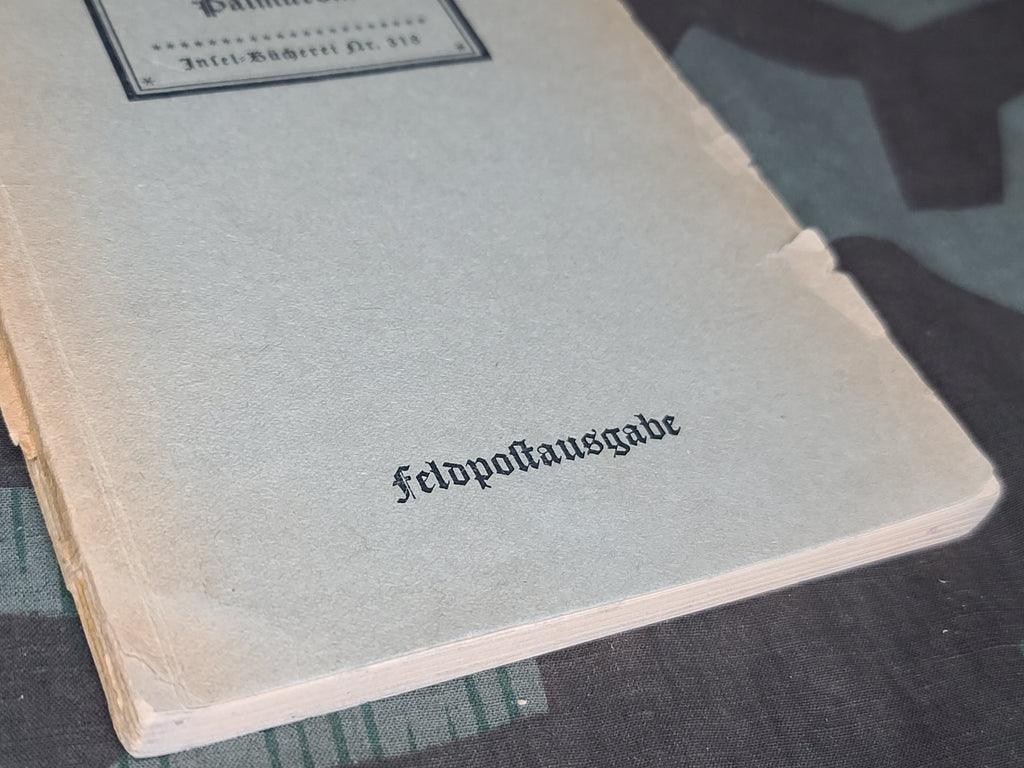 Insel-Bücherei Nr. 318
Feldpostausgabe